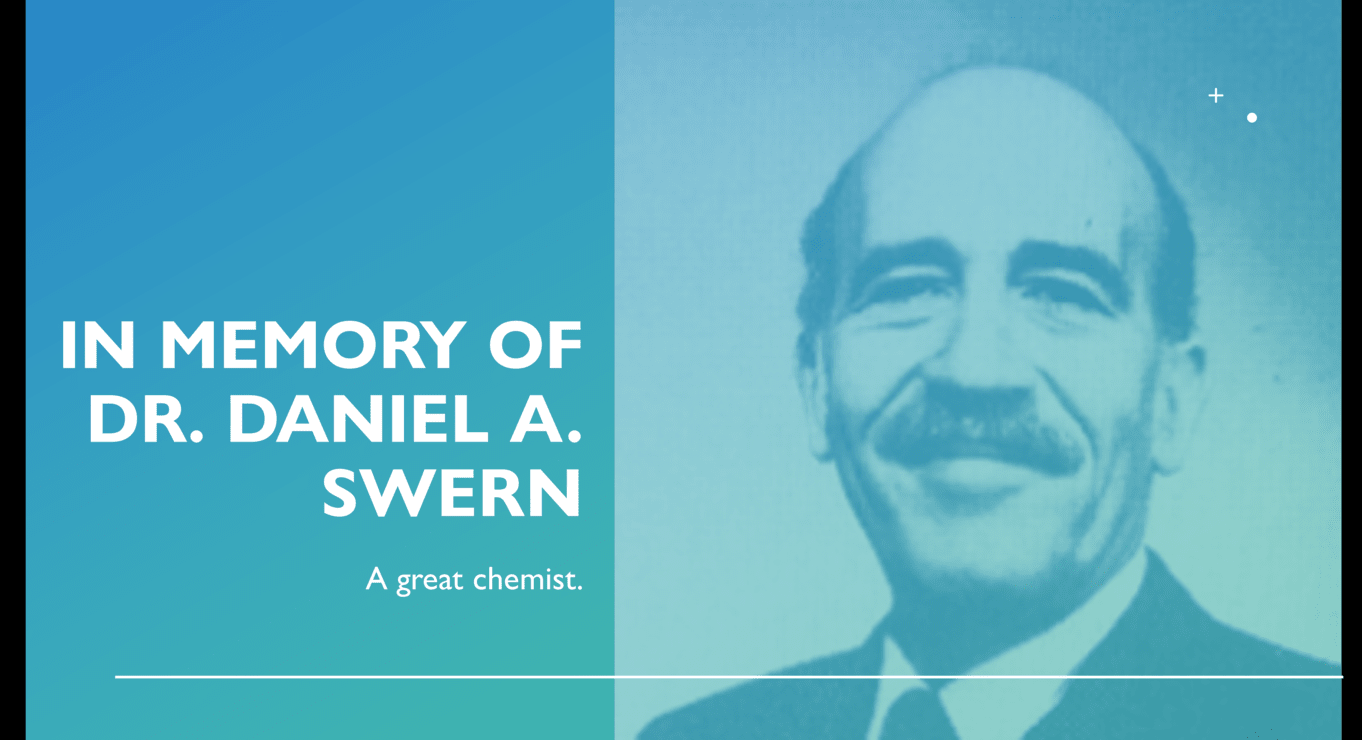 IN MEMORY OF
DR. DANIEL A.
SWERN
A great chemist.